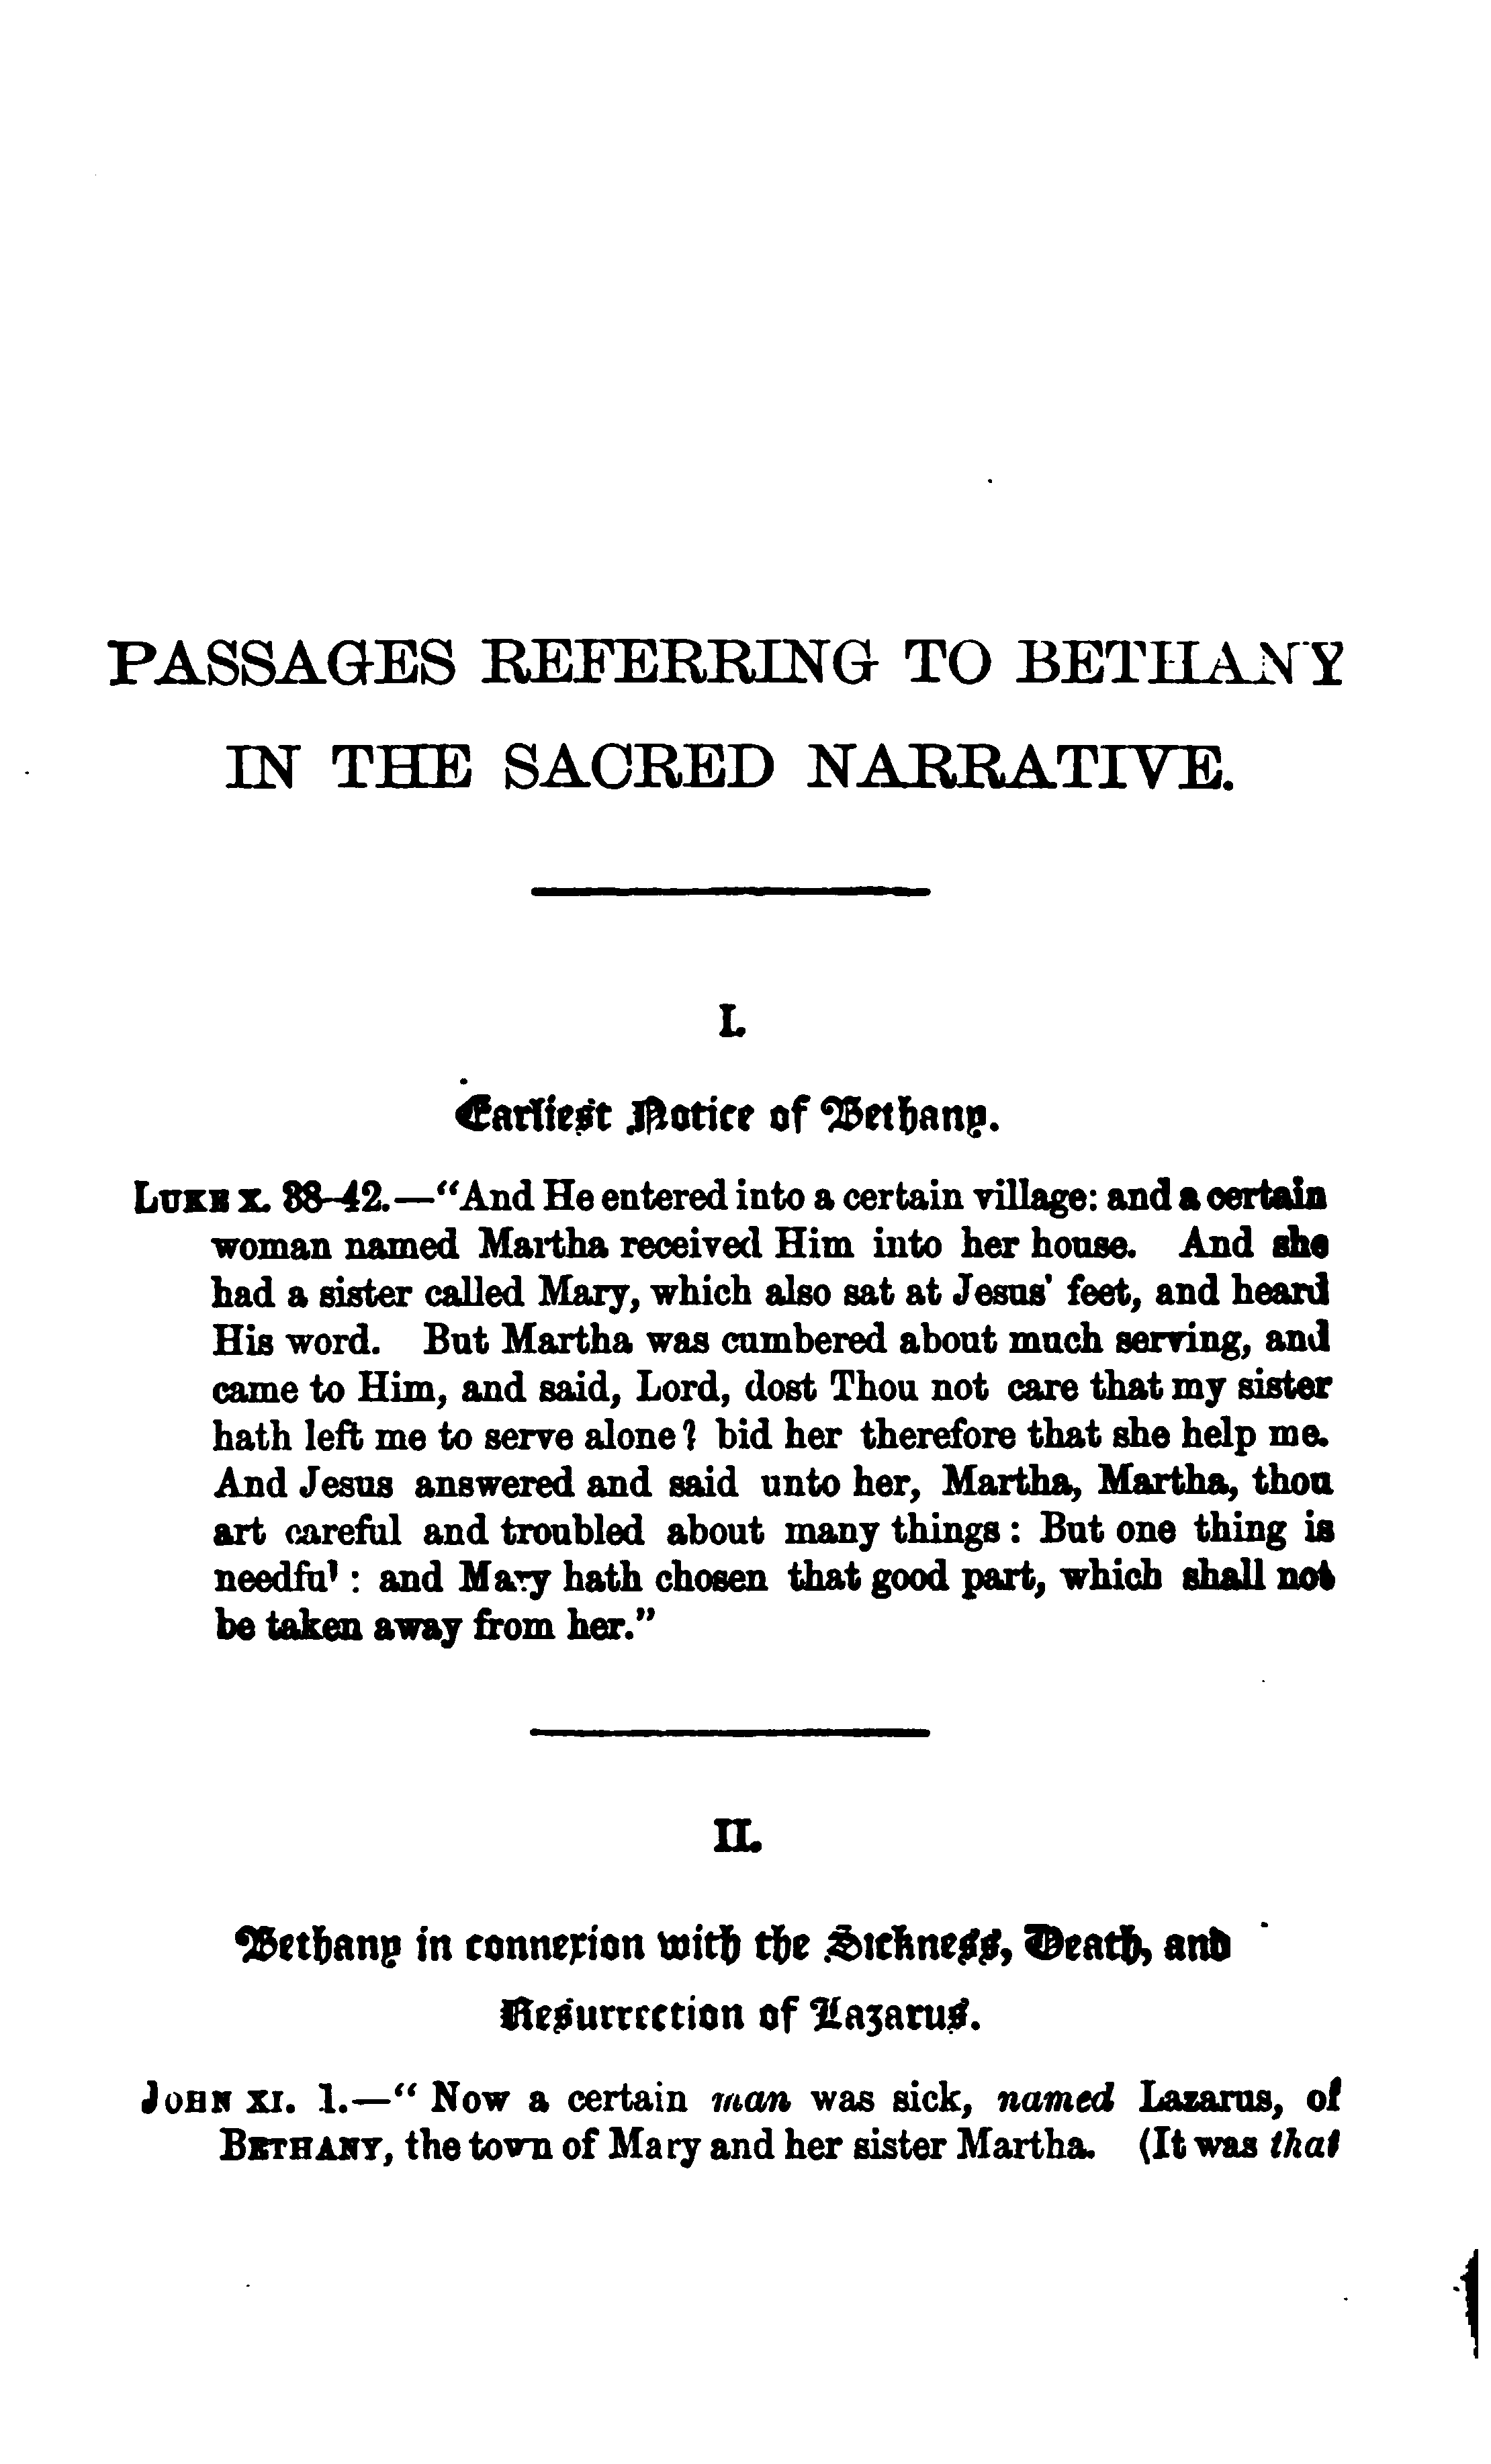 PASSAGES REFERRING TO BETHANY
IN THE SACRED NARRATIVE.
I.
Earliest Notice of Bethany.
LUKE X. 38–42.—“And He entered into a certain village: and a certain
woman named Martha received Him into her house. And she
had a sister called Mary, which also sat at Jesus' feet, and heard
His word. But Martha was cumbered about much serving, and
came to Him, and said, Lord, dost Thou not care that my sister
hath left me to serve alone? bid her therefore that she help me.
And Jesus answered and said unto her, Martha, Martha, thou
art careful and troubled about many things: But one thing is
needful: and Mary hath chosen that good part, which shall not
be taken away from her.”
II.
Bethany in connexion with the Sickness, Death, and
Resurrection of Lazarus.
JOHN XI. 1.—“Now a certain man was sick, named Lazarus, of
BETHANY, the town of Mary and her sister Martha. (It was that